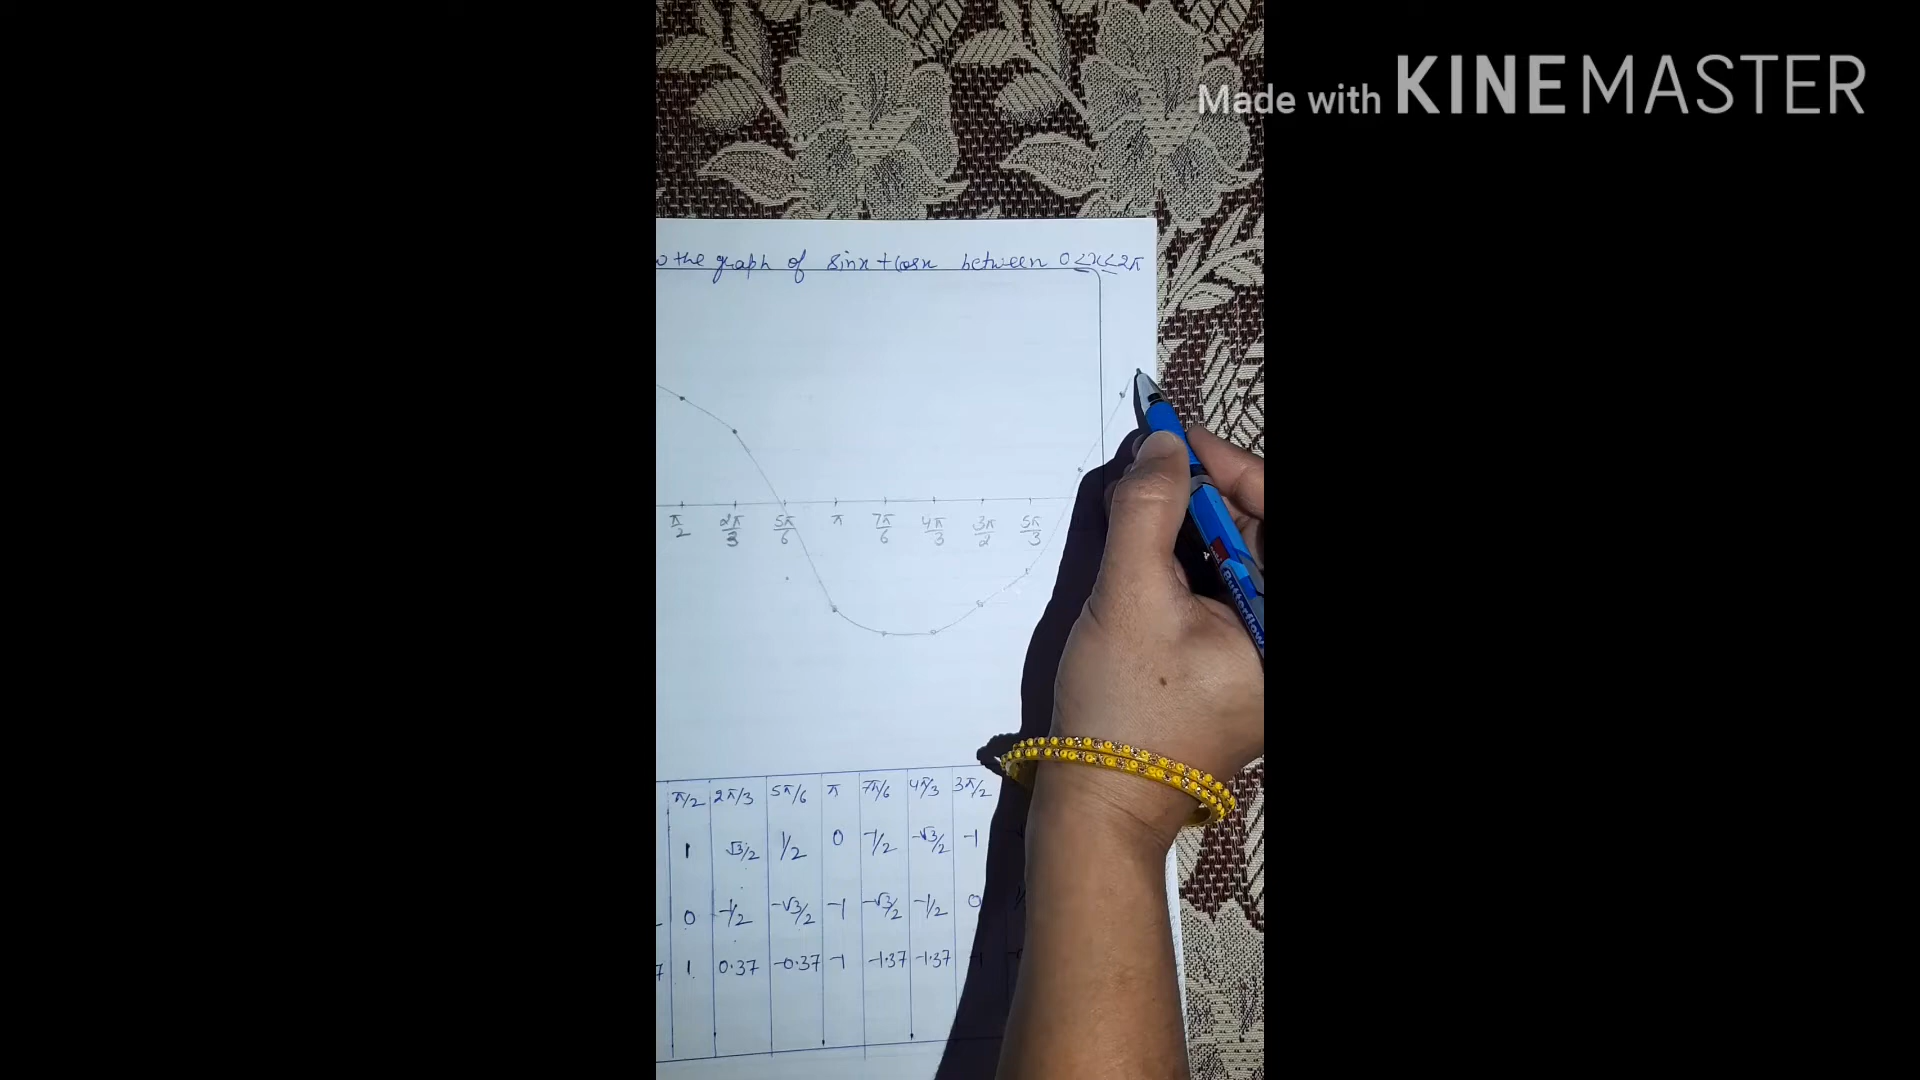 Made with KINEMASTER
the graph of sinx + cosx between 0≤x≤2π
π/2 2π/3 5π/6 π 7π/6 4π/3 3π/2 5π/3
Butterflow
π/2 2π/3 5π/6 π 7π/6 4π/3 3π/2
1 √3/2 1/2 0 -1/2 -√3/2 -1
0 -1/2 -√3/2 -1 -√3/2 -1/2 0
7 1 0.37 -0.37 -1 -1.37 -1.37 -1